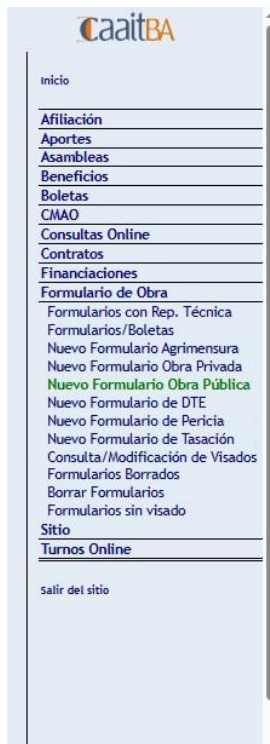 caaitBA
Inicio
Afiliación
Aportes
Asambleas
Beneficios
Boletas
CMAO
Consultas Online
Contratos
Financiaciones
Formulario de Obra
Formularios con Rep. Técnica
Formularios/Boletas
Nuevo Formulario Agrimensura
Nuevo Formulario Obra Privada
Nuevo Formulario Obra Pública
Nuevo Formulario de DTE
Nuevo Formulario de Pericia
Nuevo Formulario de Tasación
Consulta/Modificación de Visados
Formularios Borrados
Borrar Formularios
Formularios sin visado
Sitio
Turnos Online
Salir del sitio